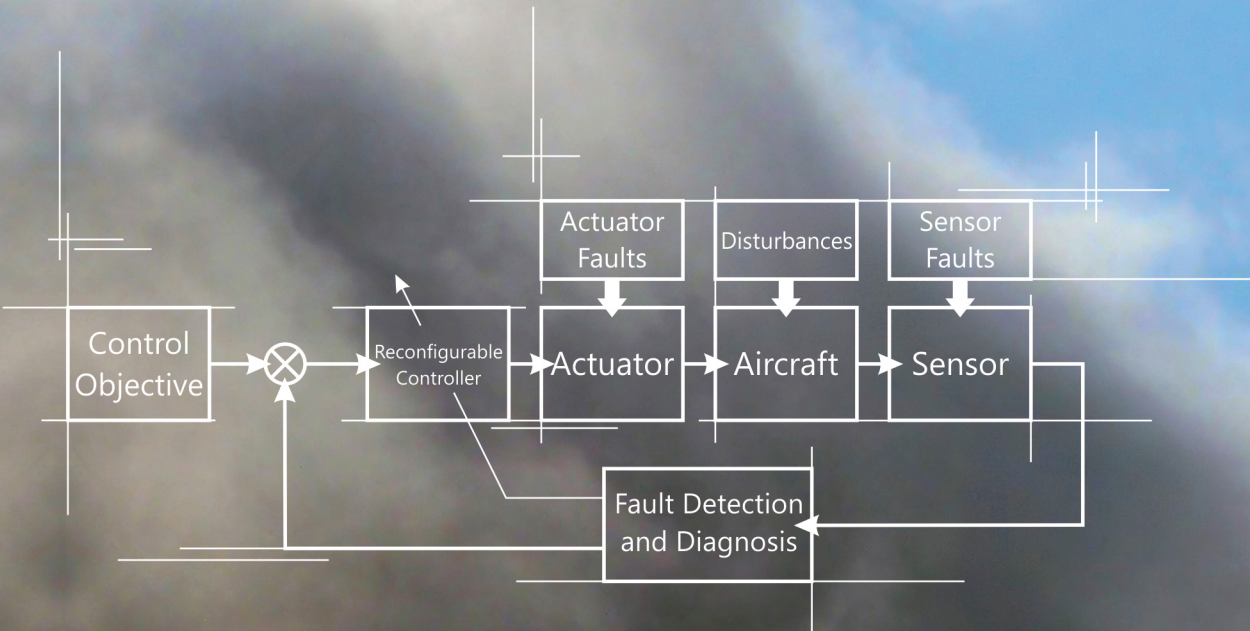 Actuator
Faults
Disturbances
Sensor
Faults
Control
Objective
Reconfigurable
Controller
Actuator
Aircraft
Sensor
Fault Detection
and Diagnosis